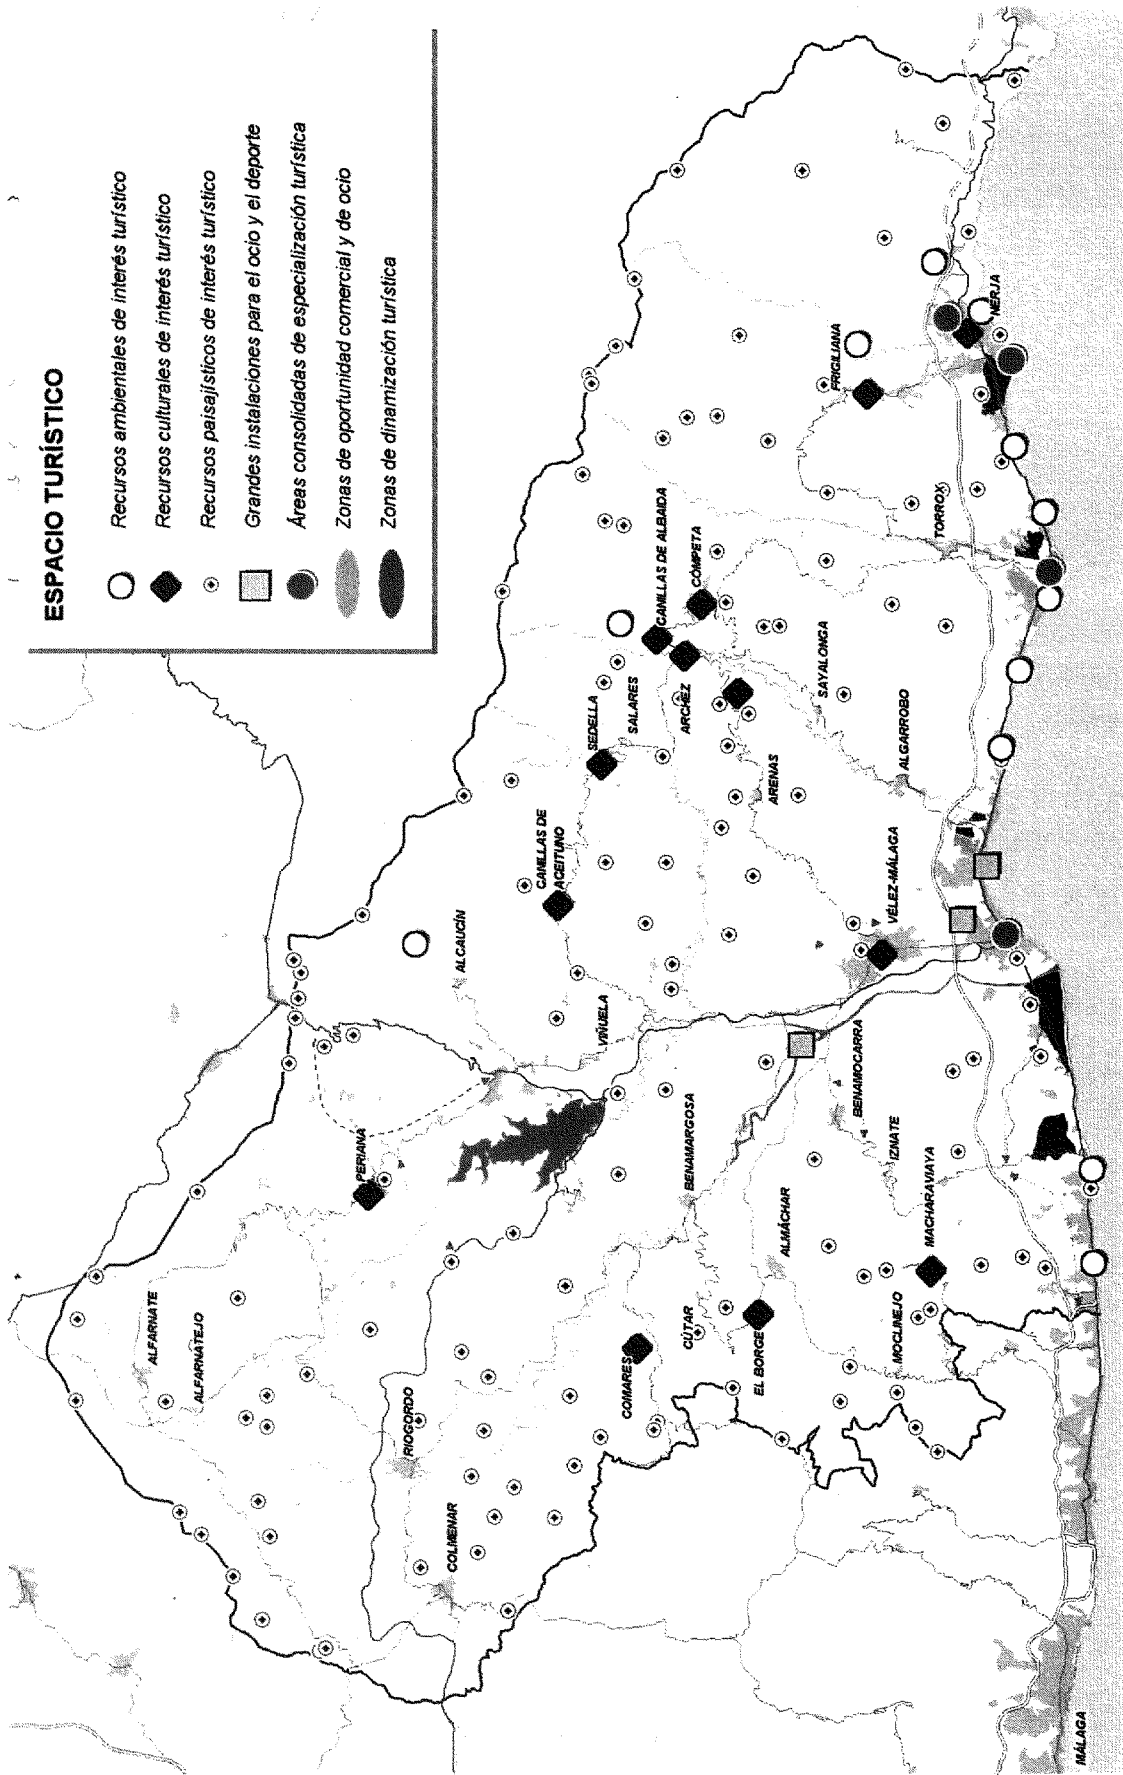 ESPACIO TURÍSTICO
Recursos ambientales de interés turístico
Recursos culturales de interés turístico
Recursos paisajísticos de interés turístico
Grandes instalaciones para el ocio y el deporte
Áreas consolidadas de especialización turística
Zonas de oportunidad comercial y de ocio
Zonas de dinamización turística
ALFARNATE
ALFARNATEJO
PERIANA
RIOGORDO
COLMENAR
ALCAUCÍN
CANILLAS DE
ACEITUNO
SEDELLA
SALARES
CANILLAS DE ALBAIDA
ARCHEZ
CÓMPETA
VIÑUELA
COMARES
CÚTAR
BENAMARGOSA
EL BORGE
ALMÁCHAR
ARENAS
SAYALONGA
FRIGILIANA
BENAMOCARRA
IZNATE
VÉLEZ-MÁLAGA
ALGARROBO
TORROX
NERJA
MOCLINEJO
MACHARAVIAYA
MÁLAGA